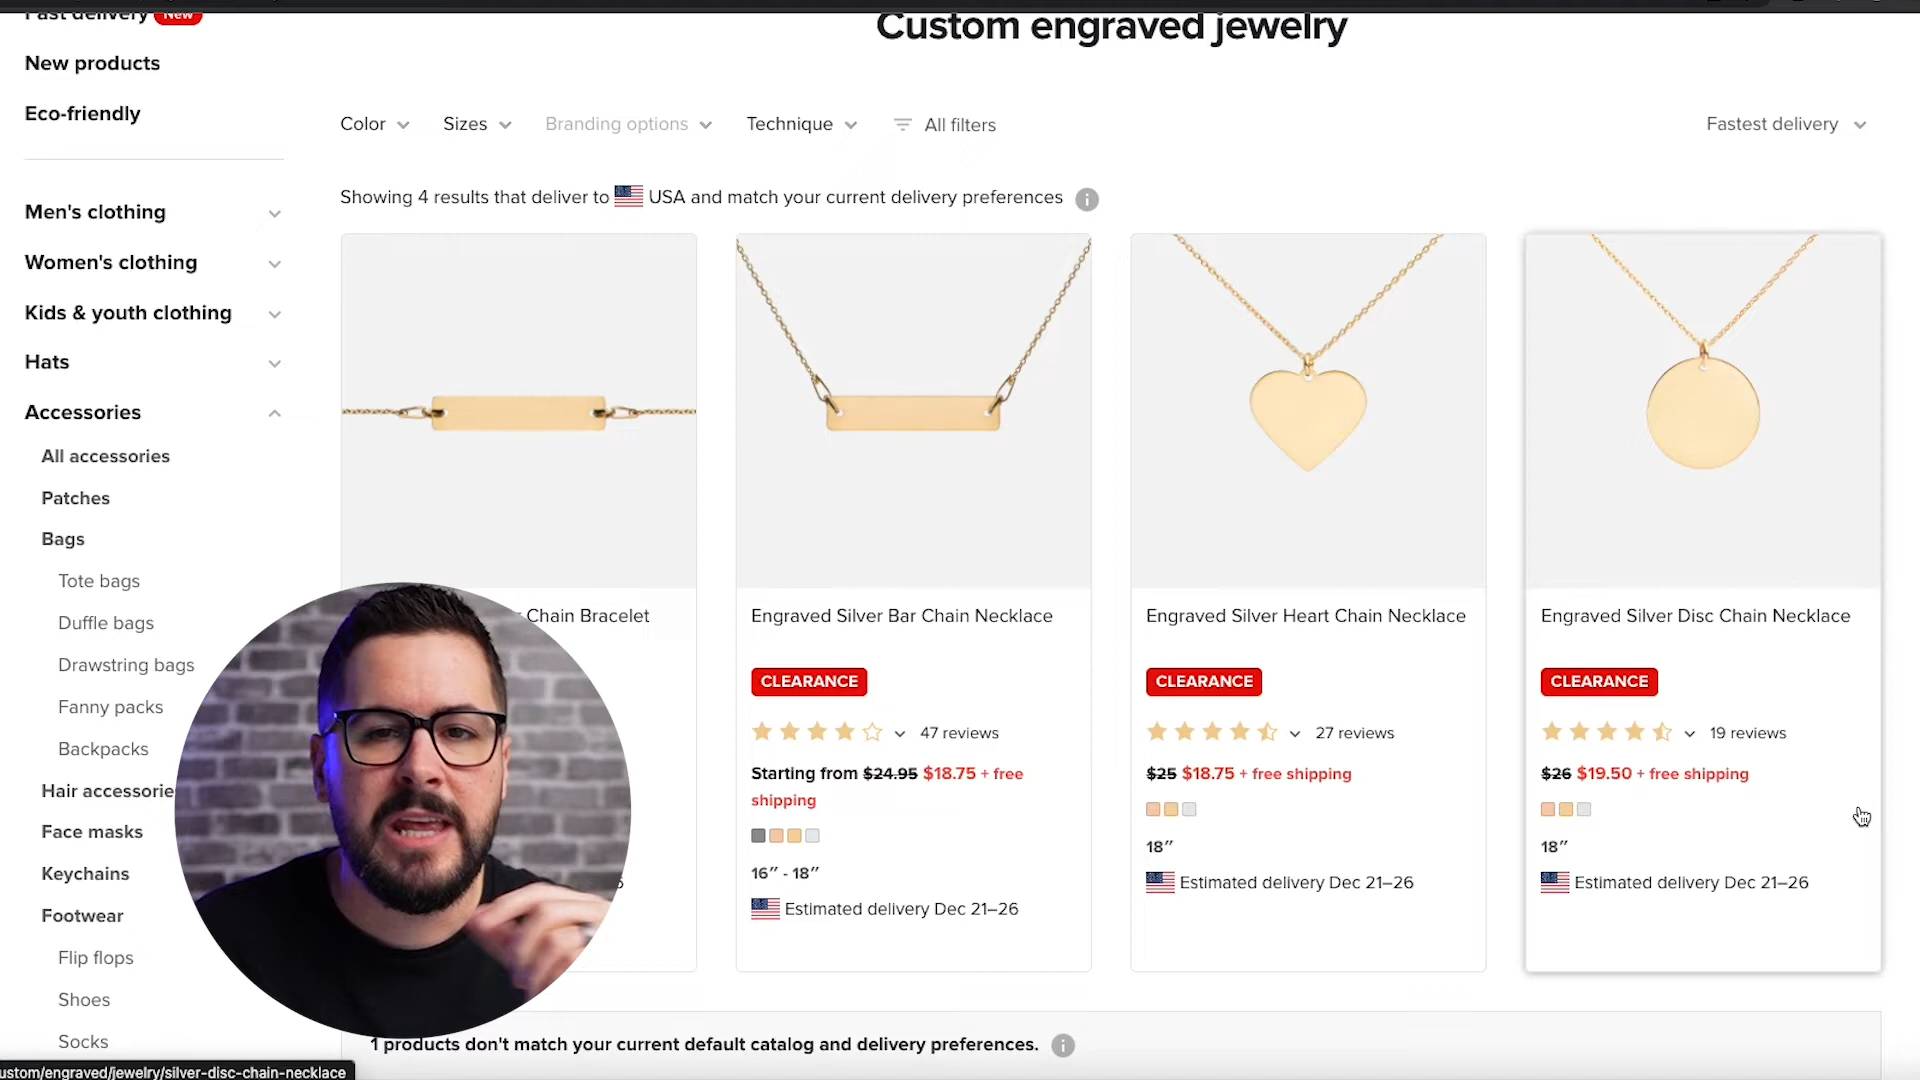 Fast delivery New
New products
Eco-friendly
Men's clothing
Women's clothing
Kids & youth clothing
Hats
Accessories
All accessories
Patches
Bags
Tote bags
Duffle bags
Drawstring bags
Fanny packs
Backpacks
Hair accessorie
Face masks
Keychains
Footwear
Flip flops
Shoes
Socks
Custom engraved jewelry
Color Sizes Branding options Technique All filters Fastest delivery
Showing 4 results that deliver to USA and match your current delivery preferences
Chain Bracelet
Engraved Silver Bar Chain Necklace
CLEARANCE
47 reviews
Starting from $24.95 $18.75 + free
shipping
16″ - 18″
Estimated delivery Dec 21–26
Engraved Silver Heart Chain Necklace
CLEARANCE
27 reviews
$25 $18.75 + free shipping
18″
Estimated delivery Dec 21–26
Engraved Silver Disc Chain Necklace
CLEARANCE
19 reviews
$26 $19.50 + free shipping
18″
Estimated delivery Dec 21–26
1 products don't match your current default catalog and delivery preferences.
ustom/engraved/jewelry/silver-disc-chain-necklace